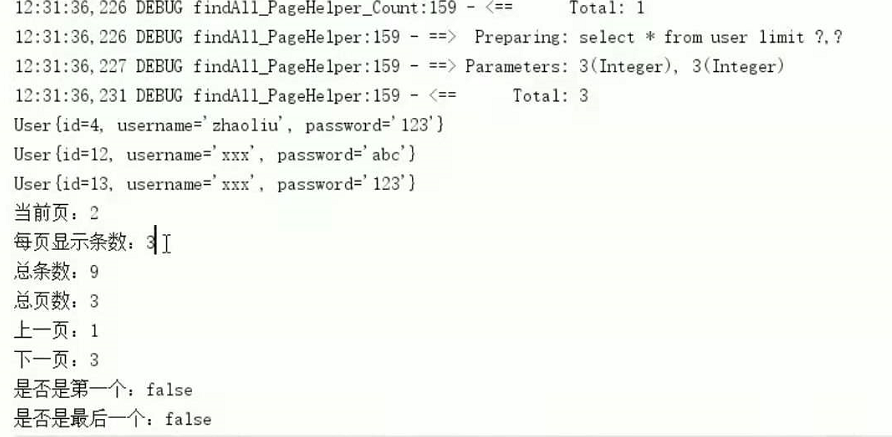 12:31:36,226 DEBUG findAll_PageHelper_Count:159 - <==      Total: 1
12:31:36,226 DEBUG findAll_PageHelper:159 - ==>  Preparing: select * from user limit ?,?
12:31:36,227 DEBUG findAll_PageHelper:159 - ==> Parameters: 3(Integer), 3(Integer)
12:31:36,231 DEBUG findAll_PageHelper:159 - <==      Total: 3
User{id=4, username='zhaoliu', password='123'}
User{id=12, username='xxx', password='abc'}
User{id=13, username='xxx', password='123'}
当前页：2
每页显示条数：3
总条数：9
总页数：3
上一页：1
下一页：3
是否是第一个：false
是否是最后一个：false